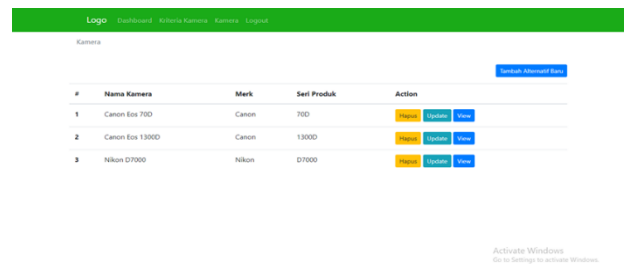 Logo Dashboard Kriteria Kamera Kamera Logout
Kamera
Tambah Alternatif Baru
# Nama Kamera Merk Seri Produk Action
1 Canon Eos 70D Canon 70D Hapus Update View
2 Canon Eos 1300D Canon 1300D Hapus Update View
3 Nikon D7000 Nikon D7000 Hapus Update View
Activate Windows
Go to Settings to activate Windows.